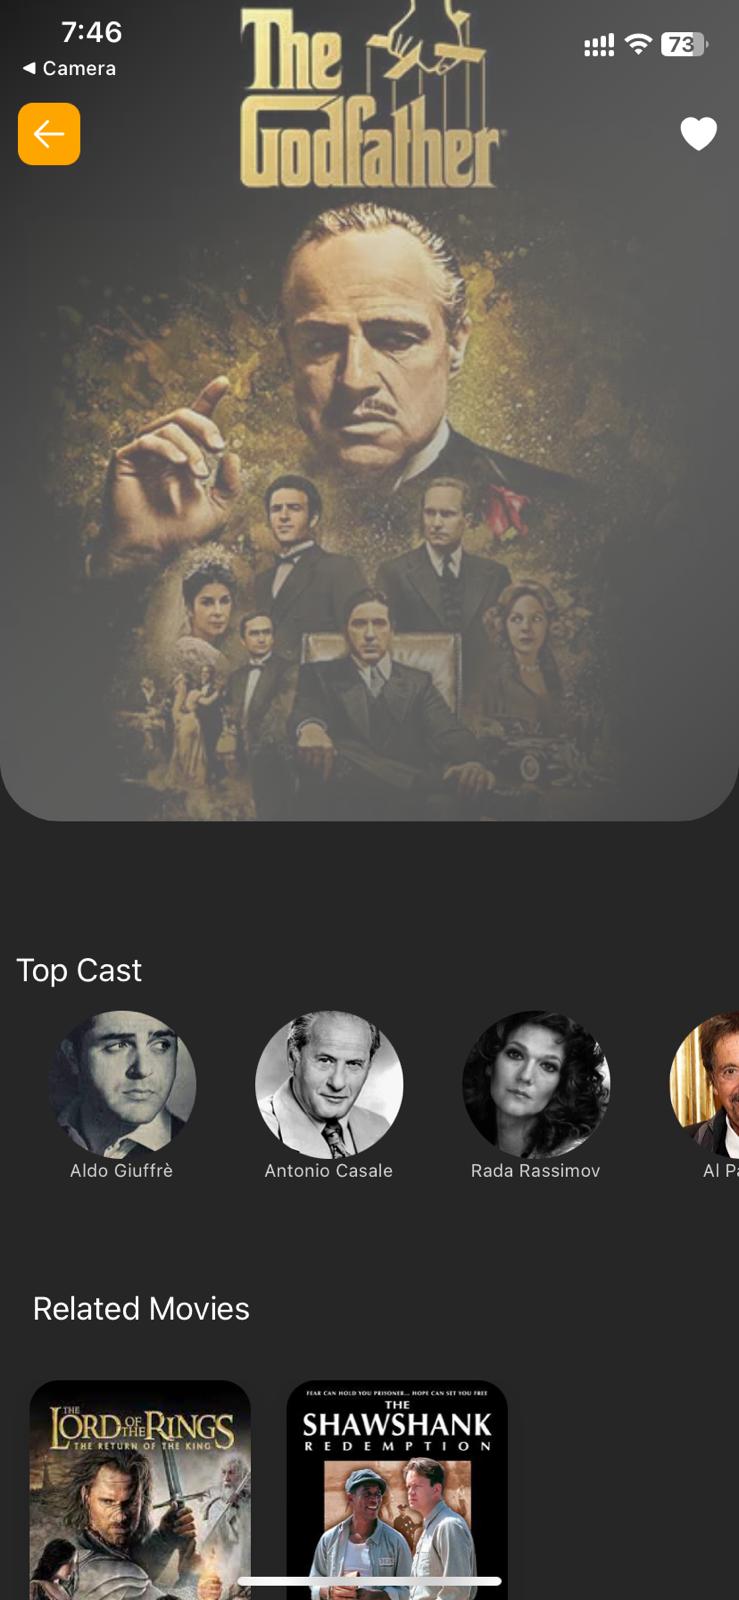 7:46
73
◀ Camera
The
Godfather
Top Cast
Aldo Giuffrè
Antonio Casale
Rada Rassimov
Al Pa
Related Movies
THE
LORD OF THE RINGS
THE RETURN OF THE KING
FEAR CAN HOLD YOU PRISONER... HOPE CAN SET YOU FREE
THE
SHAWSHANK
REDEMPTION